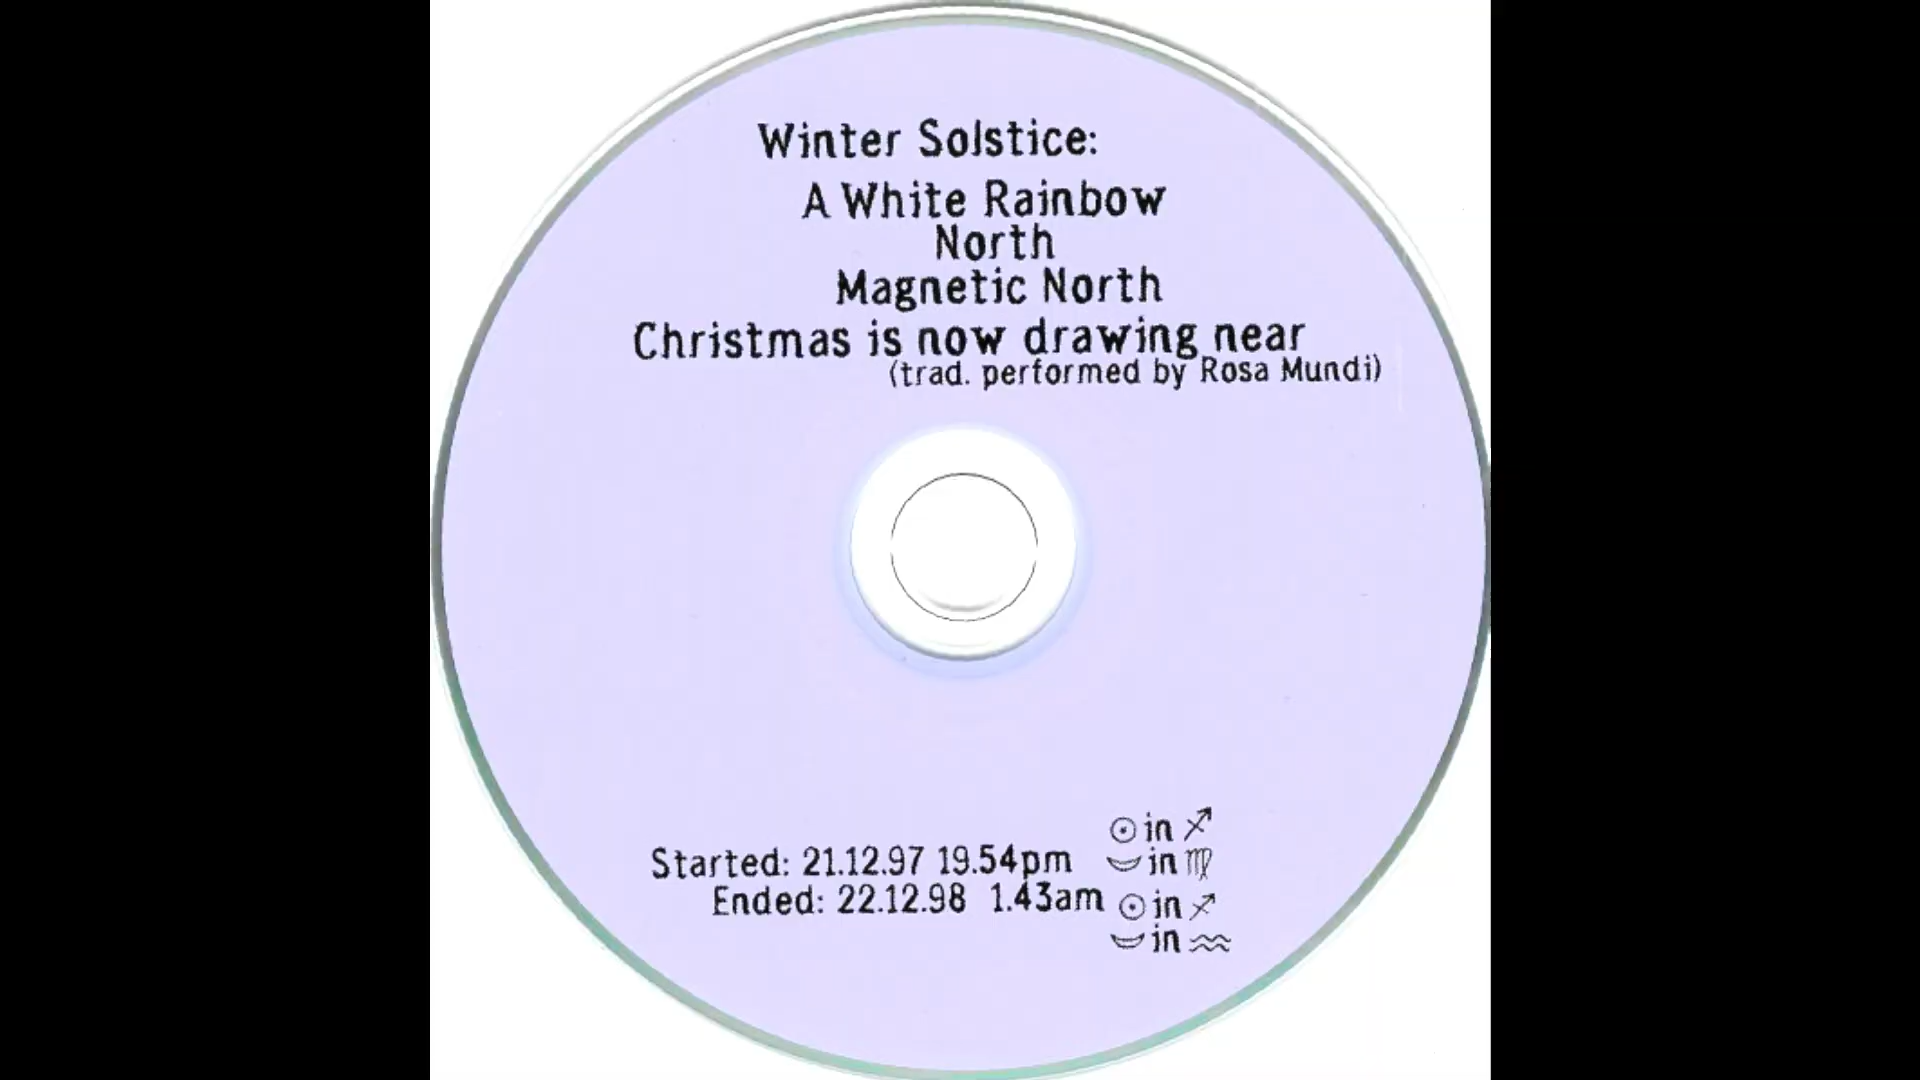 Winter Solstice:
A White Rainbow
North
Magnetic North
Christmas is now drawing near
(trad. performed by Rosa Mundi)
☉ in ♐
Started: 21.12.97 19.54pm ☽ in ♍
Ended: 22.12.98 1.43am ☉ in ♐
☽ in ♒